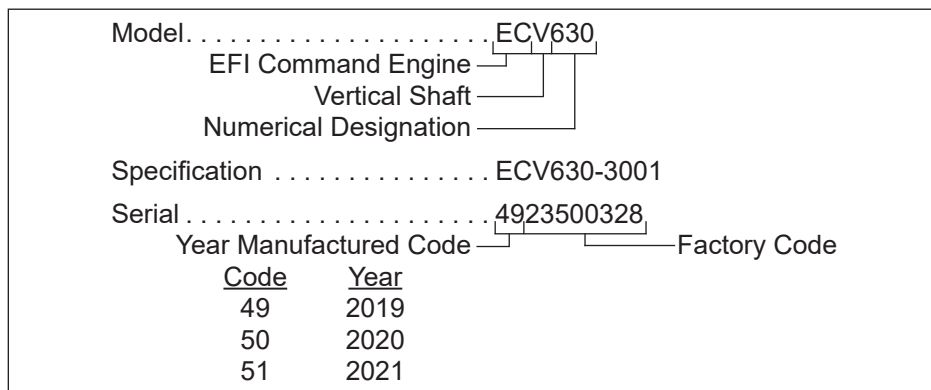 Model. . . . . . . . . . . . . . . . . . . . . . ECV630
EFI Command Engine
Vertical Shaft
Numerical Designation
Specification . . . . . . . . . . . . . . . ECV630-3001
Serial . . . . . . . . . . . . . . . . . . . . . . 4923500328
Year Manufactured Code Factory Code
Code Year
49 2019
50 2020
51 2021